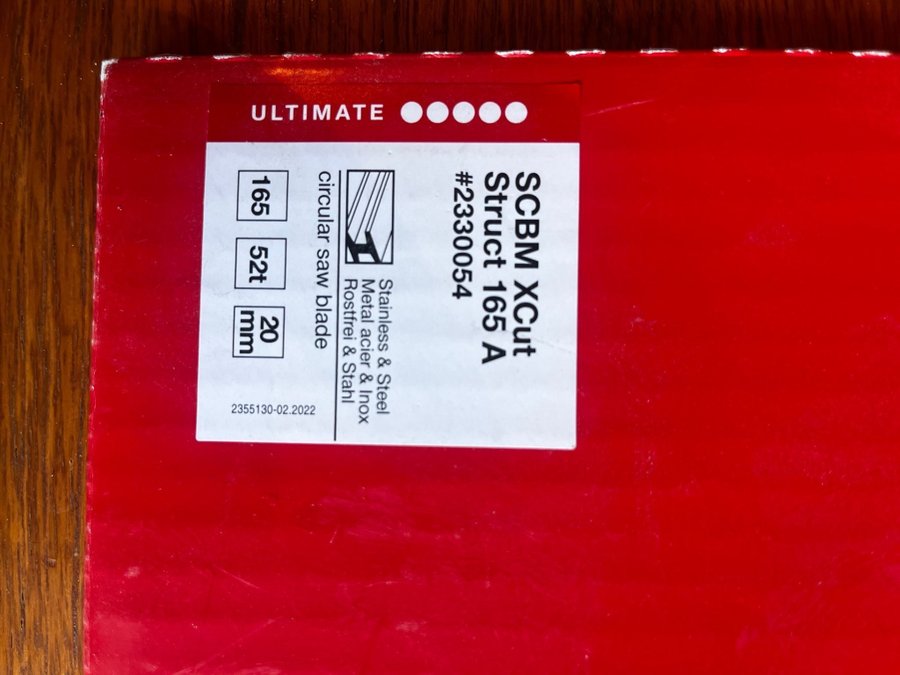 ULTIMATE
SCBM XCut
Struct 165 A
#2330054
Stainless & Steel
Metal acier & Inox
Rostfrei & Stahl
circular saw blade
165
52t
20
mm
2355130-02.2022